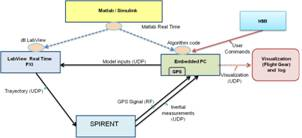 Matlab / Simulink
Matlab Real Time
HMI
dll LabView
Algorithm code
User
Commands
LabView Real Time
PXI
Model inputs (UDP)
Embedded PC
GPS
Visualization
(UDP)
Visualization
(Flight Gear) and
log
Trajectory (UDP)
GPS Signal (RF)
Inertial
measurements
(UDP)
SPIRENT